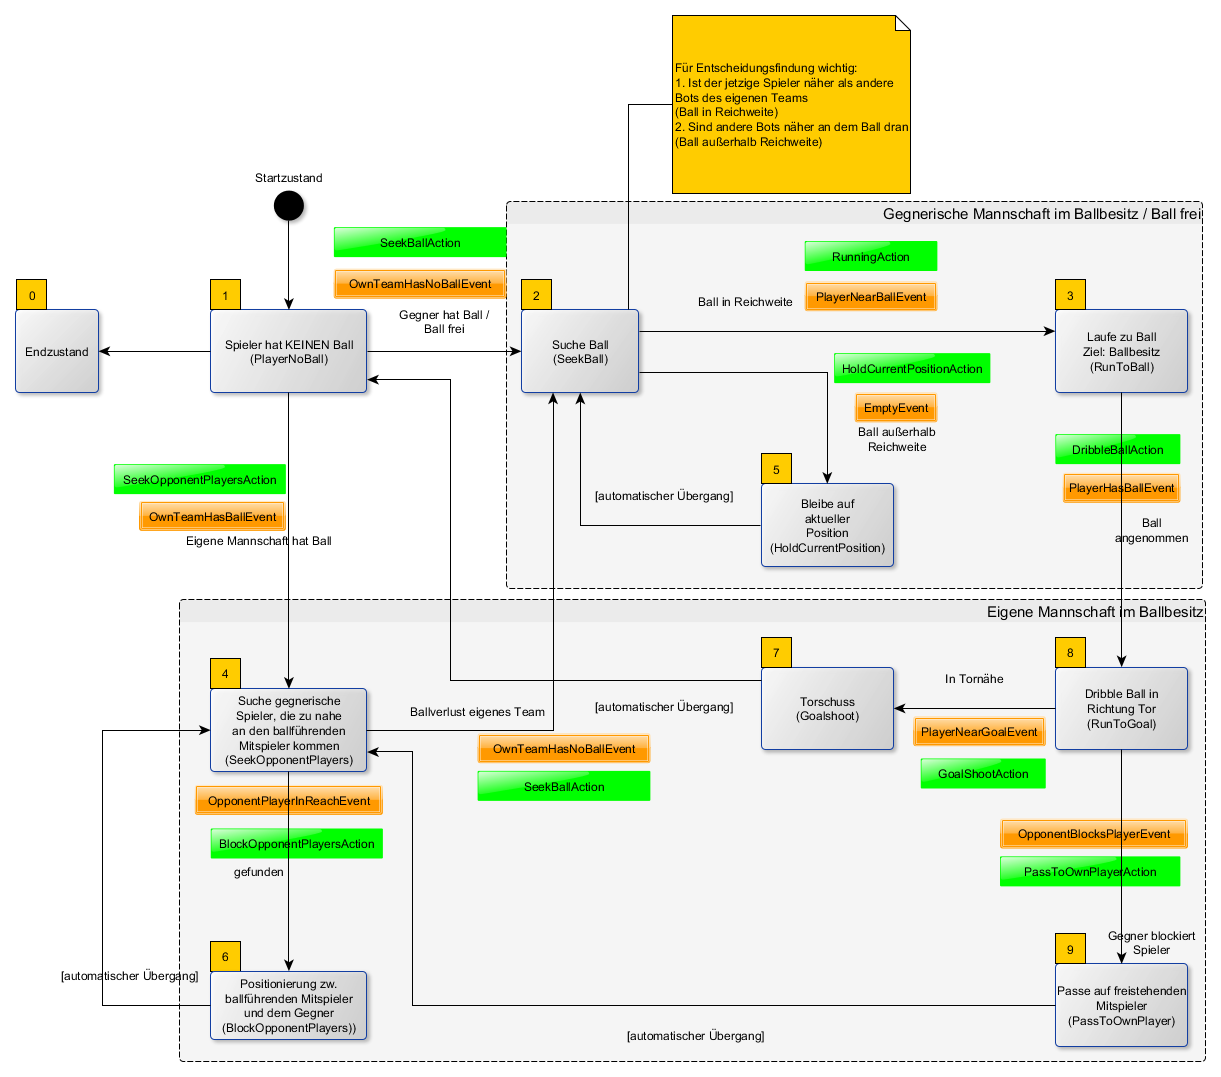 Für Entscheidungsfindung wichtig:
1. Ist der jetzige Spieler näher als andere
Bots des eigenen Teams
(Ball in Reichweite)
2. Sind andere Bots näher an dem Ball dran
(Ball außerhalb Reichweite)
Startzustand
Gegnerische Mannschaft im Ballbesitz / Ball frei
SeekBallAction
OwnTeamHasNoBallEvent
Gegner hat Ball /
Ball frei
RunningAction
PlayerNearBallEvent
Ball in Reichweite
0
Endzustand
1
Spieler hat KEINEN Ball
(PlayerNoBall)
2
Suche Ball
(SeekBall)
3
Laufe zu Ball
Ziel: Ballbesitz
(RunToBall)
HoldCurrentPositionAction
EmptyEvent
Ball außerhalb
Reichweite
DribbleBallAction
PlayerHasBallEvent
Ball
angenommen
SeekOpponentPlayersAction
OwnTeamHasBallEvent
Eigene Mannschaft hat Ball
5
Bleibe auf
aktueller
Position
(HoldCurrentPosition)
[automatischer Übergang]
Eigene Mannschaft im Ballbesitz
4
Suche gegnerische
Spieler, die zu nahe
an den ballführenden
Mitspieler kommen
(SeekOpponentPlayers)
Ballverlust eigenes Team
OwnTeamHasNoBallEvent
SeekBallAction
7
Torschuss
(Goalshoot)
[automatischer Übergang]
In Tornähe
PlayerNearGoalEvent
GoalShootAction
8
Dribble Ball in
Richtung Tor
(RunToGoal)
OpponentPlayerInReachEvent
BlockOpponentPlayersAction
gefunden
OpponentBlocksPlayerEvent
PassToOwnPlayerAction
Gegner blockiert
Spieler
6
Positionierung zw.
ballführenden Mitspieler
und dem Gegner
(BlockOpponentPlayers))
[automatischer Übergang]
9
Passe auf freistehenden
Mitspieler
(PassToOwnPlayer)
[automatischer Übergang]